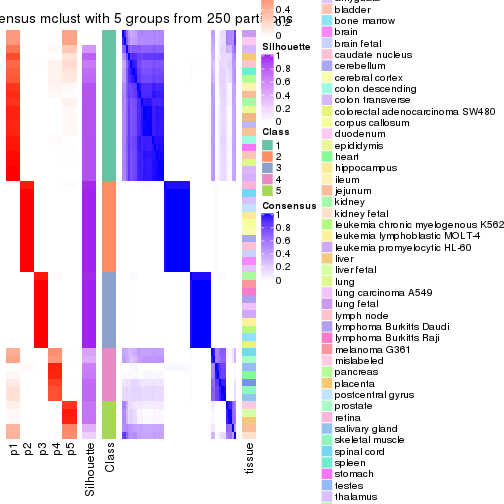 ensus mclust with 5 groups from 250 partitions
0.4
0.2
0
Silhouette
1
0.8
0.6
0.4
0.2
0
Class
1
2
3
4
5
Consensus
1
0.8
0.6
0.4
0.2
0
bladder
bone marrow
brain
brain fetal
caudate nucleus
cerebellum
cerebral cortex
colon descending
colon transverse
colorectal adenocarcinoma SW480
corpus callosum
duodenum
epididymis
heart
hippocampus
ileum
jejunum
kidney
kidney fetal
leukemia chronic myelogenous K562
leukemia lymphoblastic MOLT-4
leukemia promyelocytic HL-60
liver
liver fetal
lung
lung carcinoma A549
lung fetal
lymph node
lymphoma Burkitts Daudi
lymphoma Burkitts Raji
melanoma G361
mislabeled
pancreas
placenta
postcentral gyrus
prostate
retina
salivary gland
skeletal muscle
spinal cord
spleen
stomach
testes
thalamus
p1
p2
p3
p4
p5
Silhouette
Class
tissue